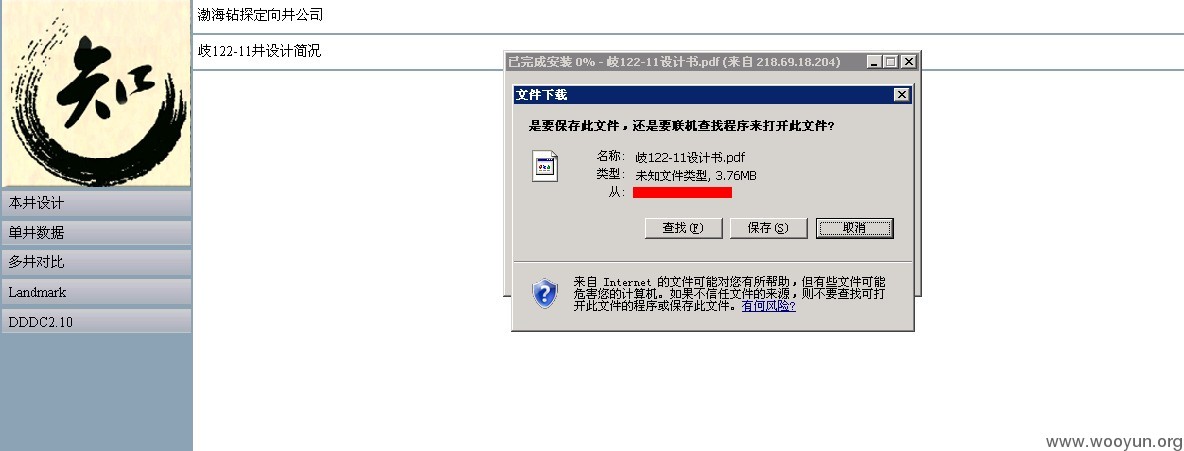 知
渤海钻探定向井公司
歧122-11井设计简况
本井设计
单井数据
多井对比
Landmark
DDDC2.10
已完成安装 0% - 歧122-11设计书.pdf (来自 218.69.18.204)
文件下载
是要保存此文件，还是要联机查找程序来打开此文件?
名称: 歧122-11设计书.pdf
类型: 未知文件类型, 3.76MB
从:
查找(F) 保存(S) 取消
来自 Internet 的文件可能对您有所帮助，但有些文件可能
危害您的计算机。如果不信任文件的来源，则不要查找可打
开此文件的程序或保存此文件。有何风险?
www.wooyun.org